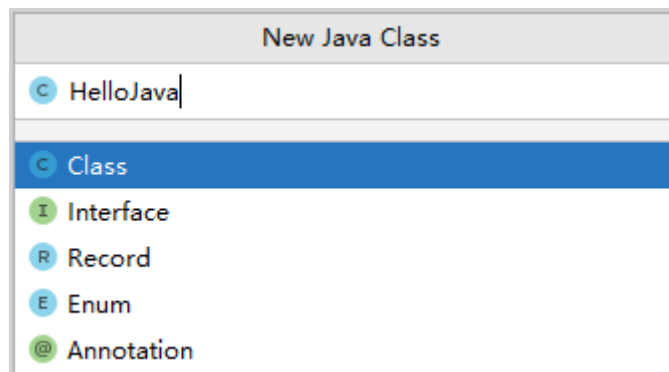 New Java Class
C HelloJava
C Class
I Interface
R Record
E Enum
@ Annotation